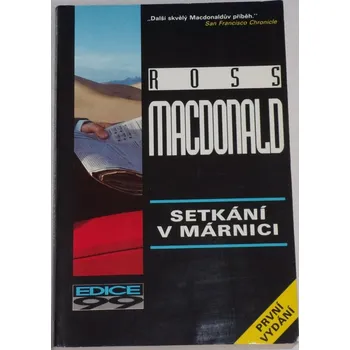 „Další skvělý Macdonaldův příběh."
San Francisco Chronicle
ROSS
MACDONALD
SETKÁNÍ
V MÁRNICI
EDICE
99
PRVNÍ
VYDÁNÍ